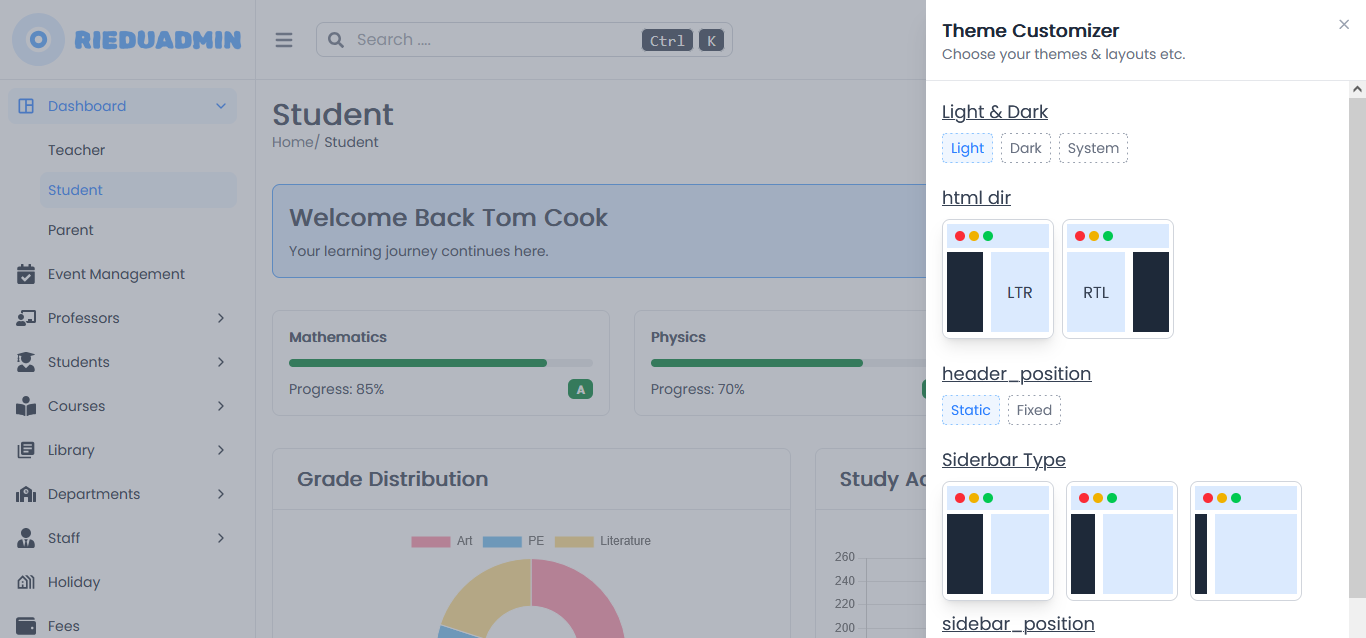 RIEDUADMIN
Search ....
Ctrl K
Dashboard
Teacher
Student
Parent
Event Management
Professors
Students
Courses
Library
Departments
Staff
Holiday
Fees
Student
Home/ Student
Welcome Back Tom Cook
Your learning journey continues here.
Mathematics
Progress: 85%
A
Physics
Progress: 70%
Grade Distribution
Art PE Literature
Study
260
240
220
200
Theme Customizer
Choose your themes & layouts etc.
Light & Dark
Light Dark System
html dir
LTR RTL
header_position
Static Fixed
Siderbar Type
sidebar_position